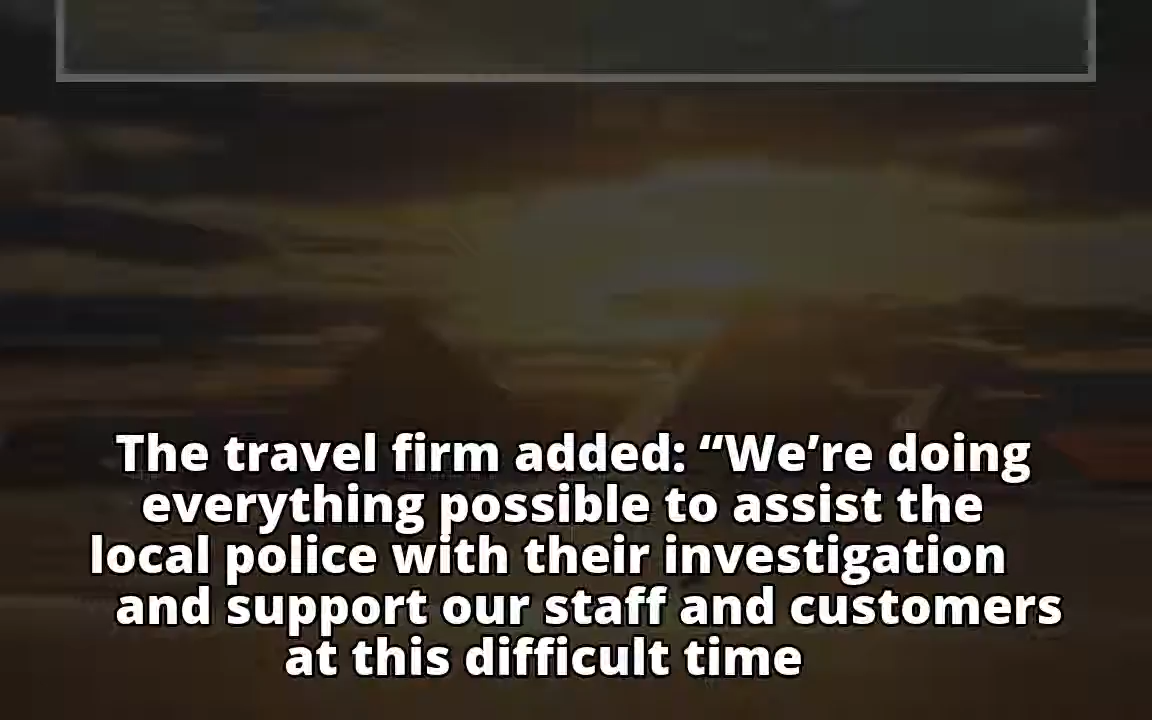 The travel firm added: “We’re doing
everything possible to assist the
local police with their investigation
and support our staff and customers
at this difficult time